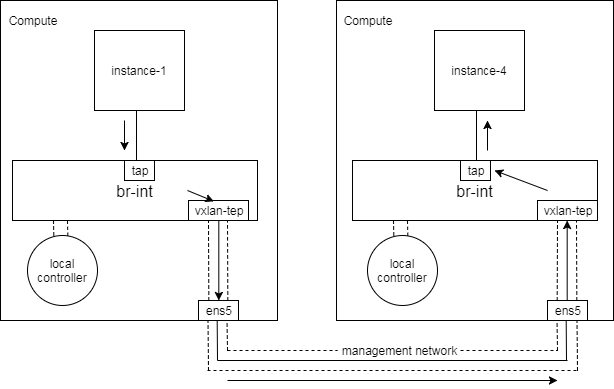 Compute
instance-1
tap
br-int
vxlan-tep
local
controller
ens5
Compute
instance-4
tap
br-int
vxlan-tep
local
controller
ens5
management network